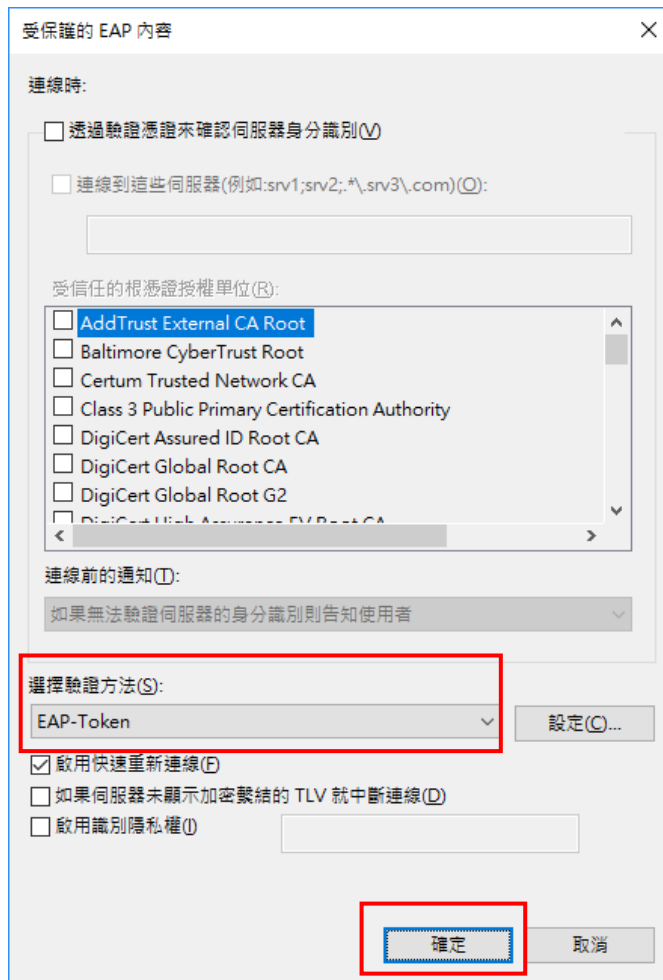 受保護的 EAP 內容
連線時:
透過驗證憑證來確認伺服器身分識別(V)
連線到這些伺服器(例如:srv1;srv2;.*\.srv3\.com)(O):
受信任的根憑證授權單位(R):
AddTrust External CA Root
Baltimore CyberTrust Root
Certum Trusted Network CA
Class 3 Public Primary Certification Authority
DigiCert Assured ID Root CA
DigiCert Global Root CA
DigiCert Global Root G2
DigiCert High Assurance EV Root CA
連線前的通知(T):
如果無法驗證伺服器的身分識別則告知使用者
選擇驗證方法(S):
EAP-Token
設定(C)...
啟用快速重新連線(F)
如果伺服器未顯示加密繫結的 TLV 就中斷連線(D)
啟用識別隱私權(I)
確定
取消